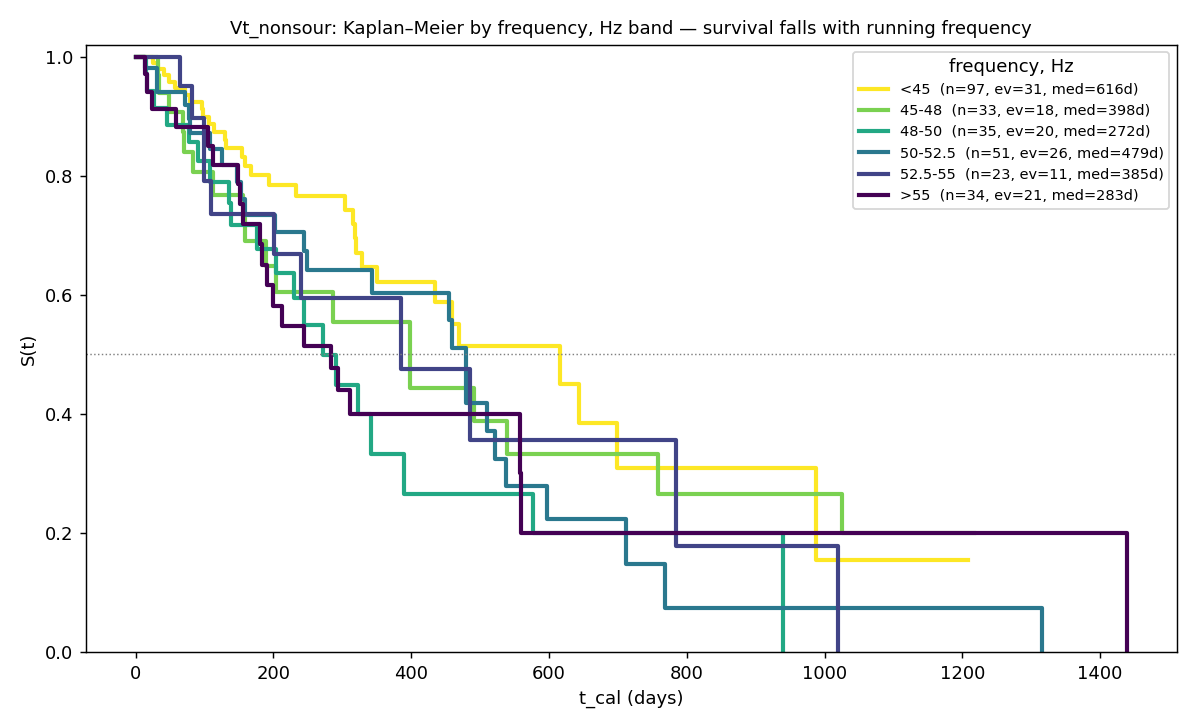 Vt_nonsour: Kaplan–Meier by frequency, Hz band — survival falls with running frequency
frequency, Hz
<45 (n=97, ev=31, med=616d)
45-48 (n=33, ev=18, med=398d)
48-50 (n=35, ev=20, med=272d)
50-52.5 (n=51, ev=26, med=479d)
52.5-55 (n=23, ev=11, med=385d)
>55 (n=34, ev=21, med=283d)
S(t)
1.0
0.8
0.6
0.4
0.2
0.0
0 200 400 600 800 1000 1200 1400
t_cal (days)